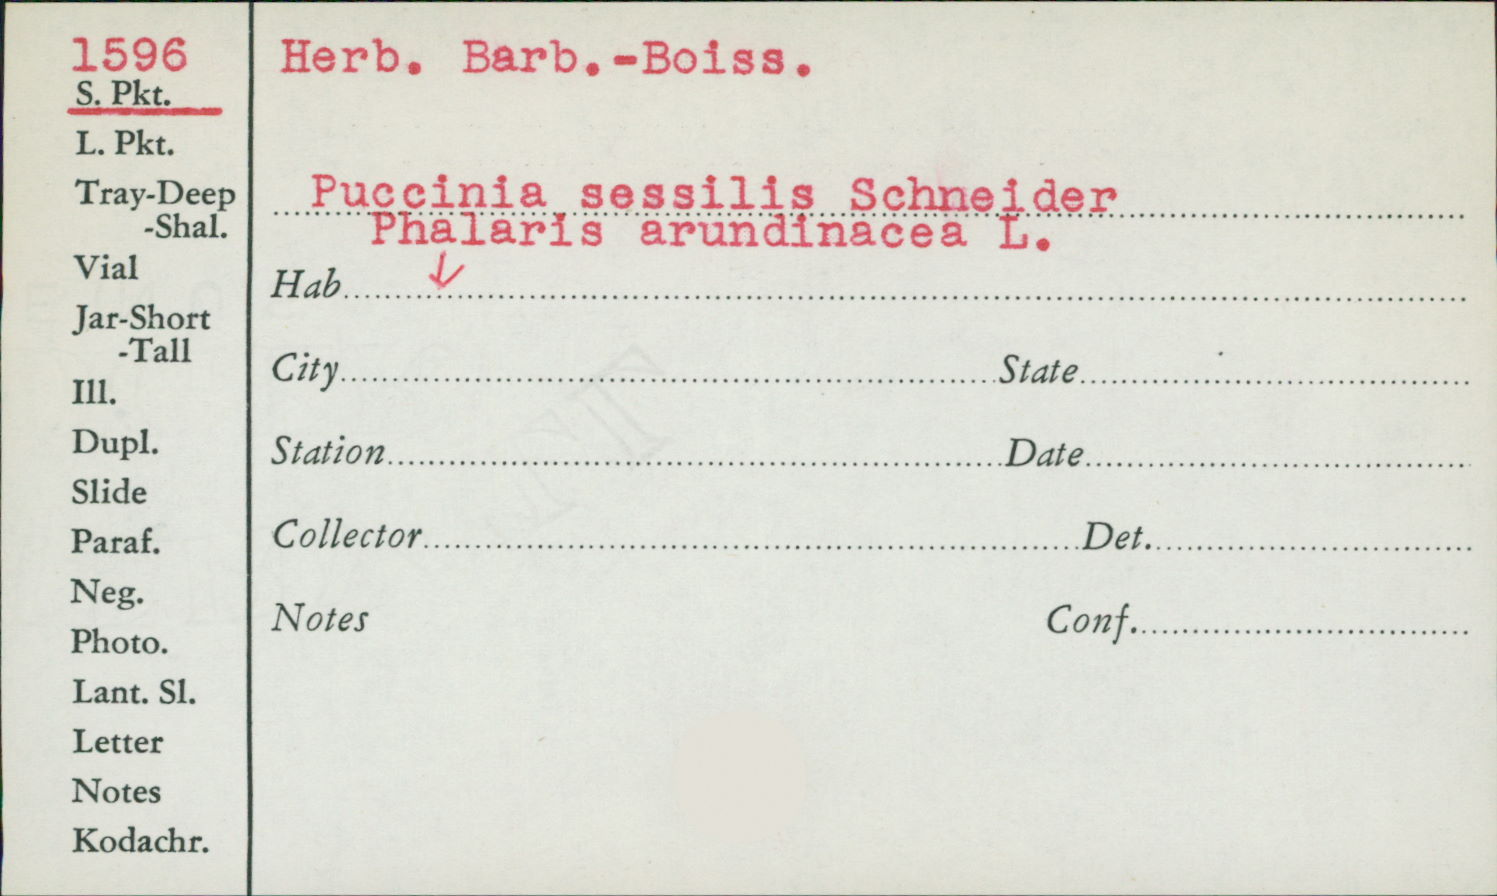 1596
S. Pkt.
L. Pkt.
Tray-Deep
-Shal.
Vial
Jar-Short
-Tall
Ill.
Dupl.
Slide
Paraf.
Neg.
Photo.
Lant. Sl.
Letter
Notes
Kodachr.
Herb. Barb.-Boiss.
Puccinia sessilis Schneider
Phalaris arundinacea L.
Hab
City State
Station Date
Collector Det.
Notes Conf.